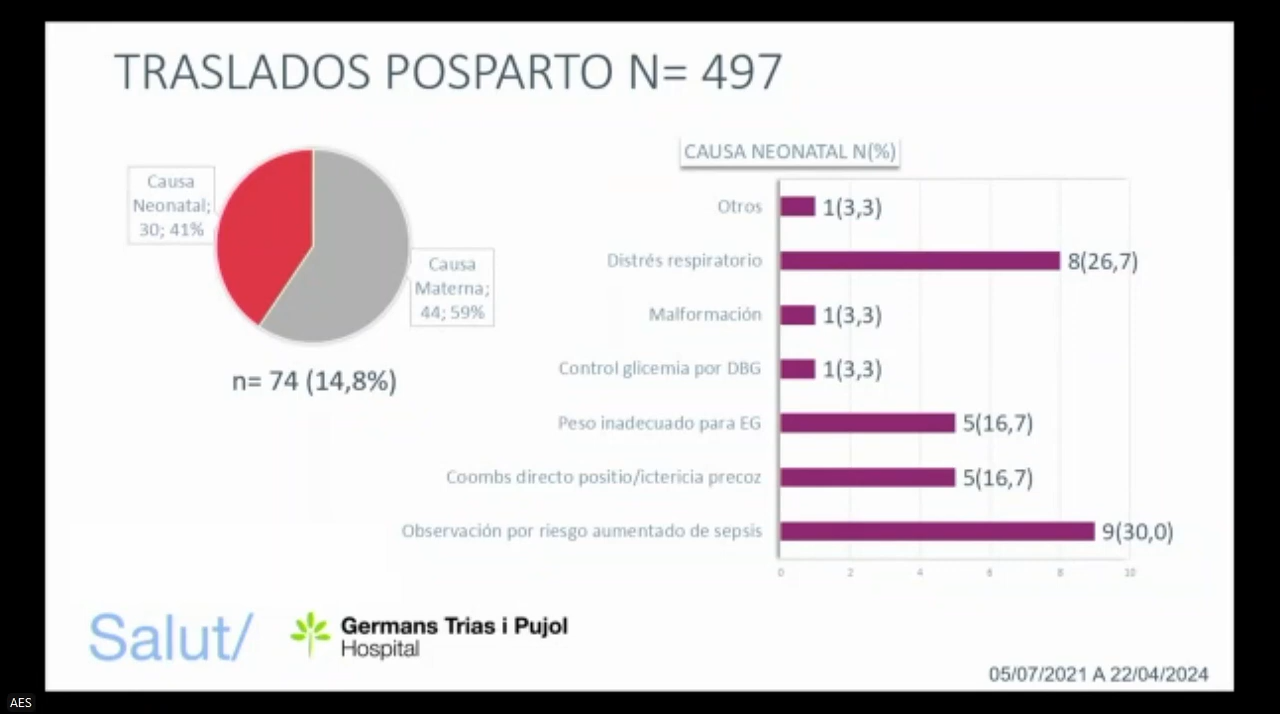 TRASLADOS POSPARTO N= 497
Causa
Neonatal;
30; 41%
Causa
Materna;
44; 59%
n= 74 (14,8%)
CAUSA NEONATAL N(%)
Otros
1(3,3)
Distrés respiratorio
8(26,7)
Malformación
1(3,3)
Control glicemia por DBG
1(3,3)
Peso inadecuado para EG
5(16,7)
Coombs directo positio/ictericia precoz
5(16,7)
Observación por riesgo aumentado de sepsis
9(30,0)
0 2 4 6 8 10
Salut/
Germans Trias i Pujol
Hospital
05/07/2021 A 22/04/2024
AES